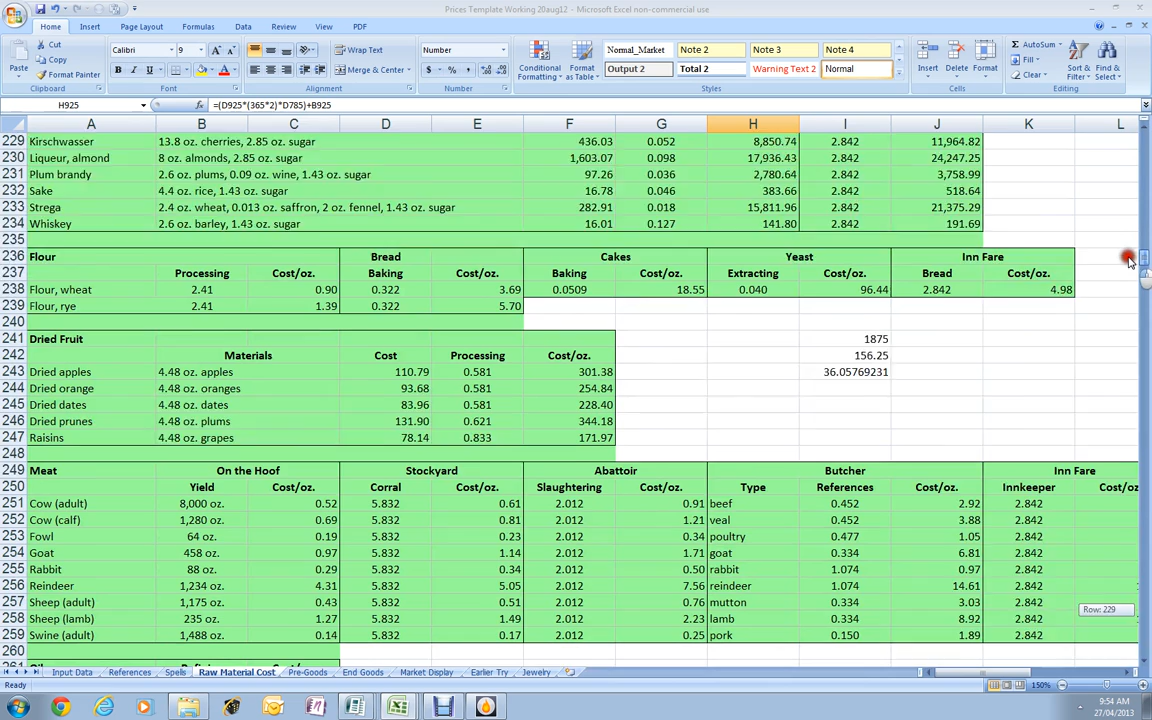 Prices Template Working 20aug12 - Microsoft Excel non-commercial use
Home Insert Page Layout Formulas Data Review View PDF
Cut
Copy
Format Painter
Paste
Clipboard
Calibri 9
B I U
Font
Wrap Text
Merge & Center
Alignment
Number
$ % ,
Number
Conditional Formatting
Format as Table
Normal_Market Note 2 Note 3 Note 4
Output 2 Total 2 Warning Text 2 Normal
Styles
Insert Delete Format
Cells
AutoSum
Fill
Clear
Sort & Filter
Find & Select
Editing
H925 fx =(D925*(365*2)*D785)+B925
A B C D E F G H I J K L
229 Kirschwasser 13.8 oz. cherries, 2.85 oz. sugar 436.03 0.052 8,850.74 2.842 11,964.82
230 Liqueur, almond 8 oz. almonds, 2.85 oz. sugar 1,603.07 0.098 17,936.43 2.842 24,247.25
231 Plum brandy 2.6 oz. plums, 0.09 oz. wine, 1.43 oz. sugar 97.26 0.036 2,780.64 2.842 3,758.99
232 Sake 4.4 oz. rice, 1.43 oz. sugar 16.78 0.046 383.66 2.842 518.64
233 Strega 2.4 oz. wheat, 0.013 oz. saffron, 2 oz. fennel, 1.43 oz. sugar 282.91 0.018 15,811.96 2.842 21,375.29
234 Whiskey 2.6 oz. barley, 1.43 oz. sugar 16.01 0.127 141.80 2.842 191.69
235
236 Flour Bread Cakes Yeast Inn Fare
237 Processing Cost/oz. Baking Cost/oz. Baking Cost/oz. Extracting Cost/oz. Bread Cost/oz.
238 Flour, wheat 2.41 0.90 0.322 3.69 0.0509 18.55 0.040 96.44 2.842 4.98
239 Flour, rye 2.41 1.39 0.322 5.70
240
241 Dried Fruit 1875
242 Materials Cost Processing Cost/oz. 156.25
243 Dried apples 4.48 oz. apples 110.79 0.581 301.38 36.05769231
244 Dried orange 4.48 oz. oranges 93.68 0.581 254.84
245 Dried dates 4.48 oz. dates 83.96 0.581 228.40
246 Dried prunes 4.48 oz. plums 131.90 0.621 344.18
247 Raisins 4.48 oz. grapes 78.14 0.833 171.97
248
249 Meat On the Hoof Stockyard Abattoir Butcher Inn Fare
250 Yield Cost/oz. Corral Cost/oz. Slaughtering Cost/oz. Type References Cost/oz. Innkeeper Cost/oz
251 Cow (adult) 8,000 oz. 0.52 5.832 0.61 2.012 0.91 beef 0.452 2.92 2.842
252 Cow (calf) 1,280 oz. 0.69 5.832 0.81 2.012 1.21 veal 0.452 3.88 2.842
253 Fowl 64 oz. 0.19 5.832 0.23 2.012 0.34 poultry 0.477 1.05 2.842
254 Goat 458 oz. 0.97 5.832 1.14 2.012 1.71 goat 0.334 6.81 2.842
255 Rabbit 88 oz. 0.29 5.832 0.34 2.012 0.50 rabbit 1.074 0.97 2.842
256 Reindeer 1,234 oz. 4.31 5.832 5.05 2.012 7.56 reindeer 1.074 14.61 2.842
257 Sheep (adult) 1,175 oz. 0.43 5.832 0.51 2.012 0.76 mutton 0.334 3.03 2.842
258 Sheep (lamb) 235 oz. 1.27 5.832 1.49 2.012 2.23 lamb 0.334 8.92 2.842
259 Swine (adult) 1,488 oz. 0.14 5.832 0.17 2.012 0.25 pork 0.150 1.89 2.842
Row: 229
260
Input Data References Spells Raw Material Cost Pre-Goods End Goods Market Display Earlier Try Jewelry
Ready 150%
9:54 AM
27/04/2013